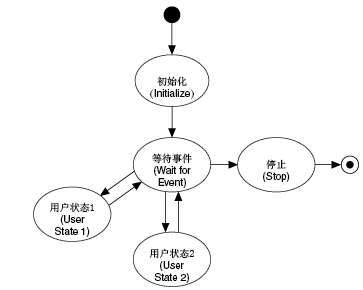 初始化
(Initialize)
等待事件
(Wait for
Event)
停止
(Stop)
用户状态1
(User
State 1)
用户状态2
(User
State 2)